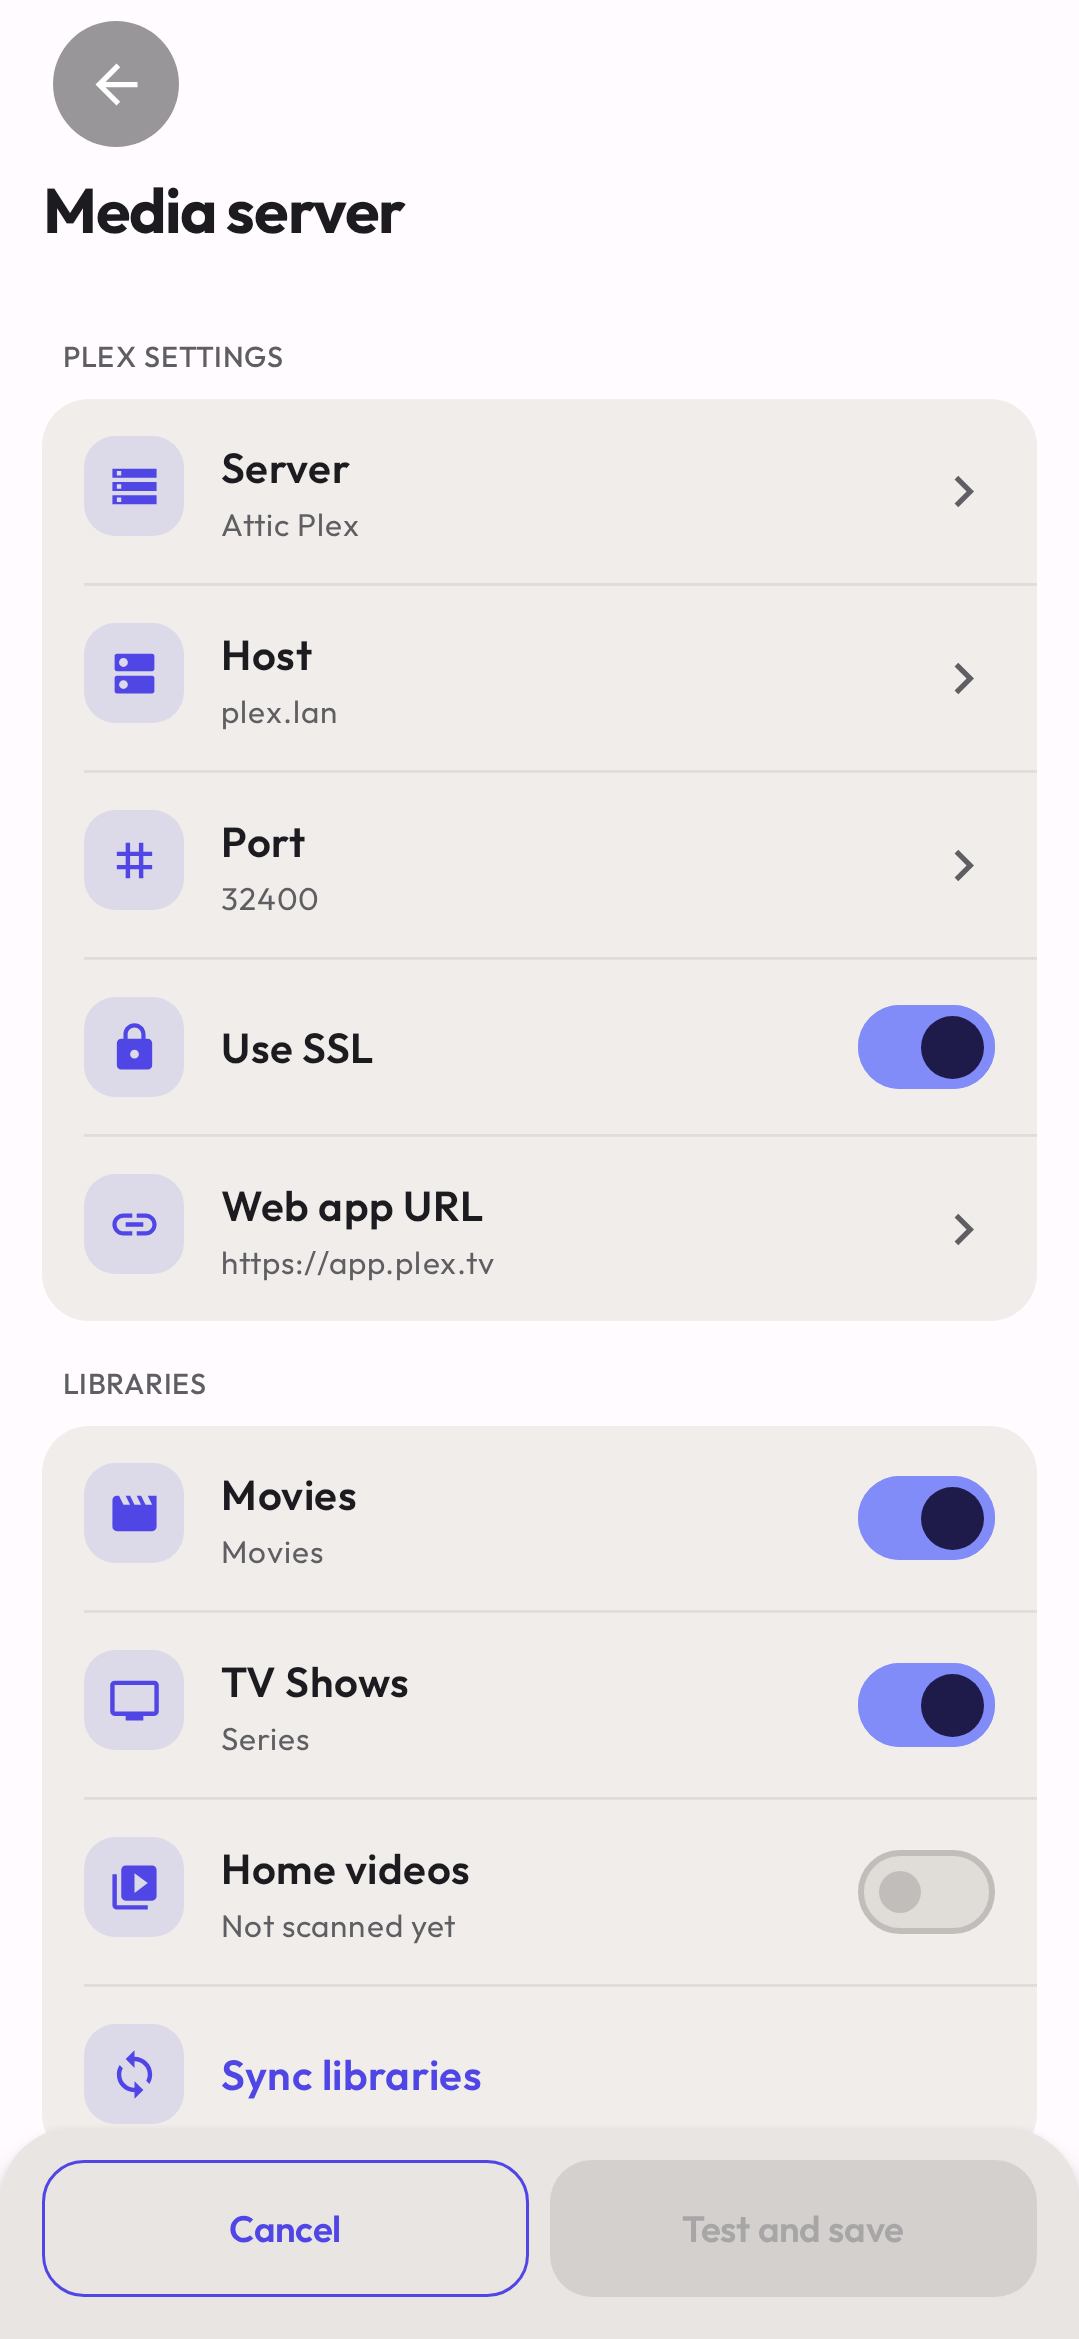 Media server
PLEX SETTINGS
Server
Attic Plex
Host
plex.lan
Port
32400
Use SSL
Web app URL
https://app.plex.tv
LIBRARIES
Movies
Movies
TV Shows
Series
Home videos
Not scanned yet
Sync libraries
Cancel
Test and save